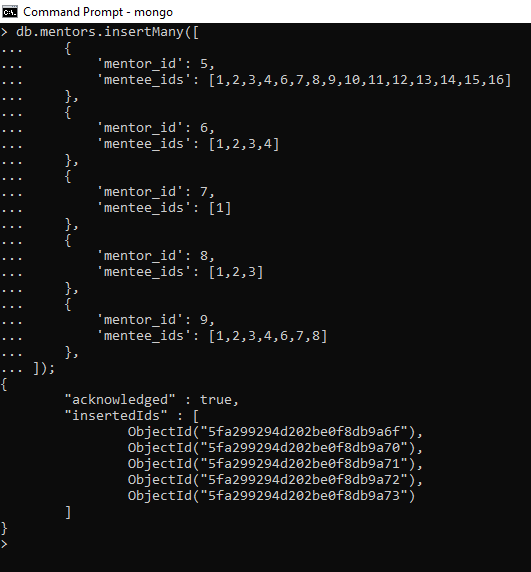 Command Prompt - mongo
> db.mentors.insertMany([
...     {
...         'mentor_id': 5,
...         'mentee_ids': [1,2,3,4,6,7,8,9,10,11,12,13,14,15,16]
...     },
...     {
...         'mentor_id': 6,
...         'mentee_ids': [1,2,3,4]
...     },
...     {
...         'mentor_id': 7,
...         'mentee_ids': [1]
...     },
...     {
...         'mentor_id': 8,
...         'mentee_ids': [1,2,3]
...     },
...     {
...         'mentor_id': 9,
...         'mentee_ids': [1,2,3,4,6,7,8]
...     },
... ]);
{
        "acknowledged" : true,
        "insertedIds" : [
                ObjectId("5fa299294d202be0f8db9a6f"),
                ObjectId("5fa299294d202be0f8db9a70"),
                ObjectId("5fa299294d202be0f8db9a71"),
                ObjectId("5fa299294d202be0f8db9a72"),
                ObjectId("5fa299294d202be0f8db9a73")
        ]
}
>